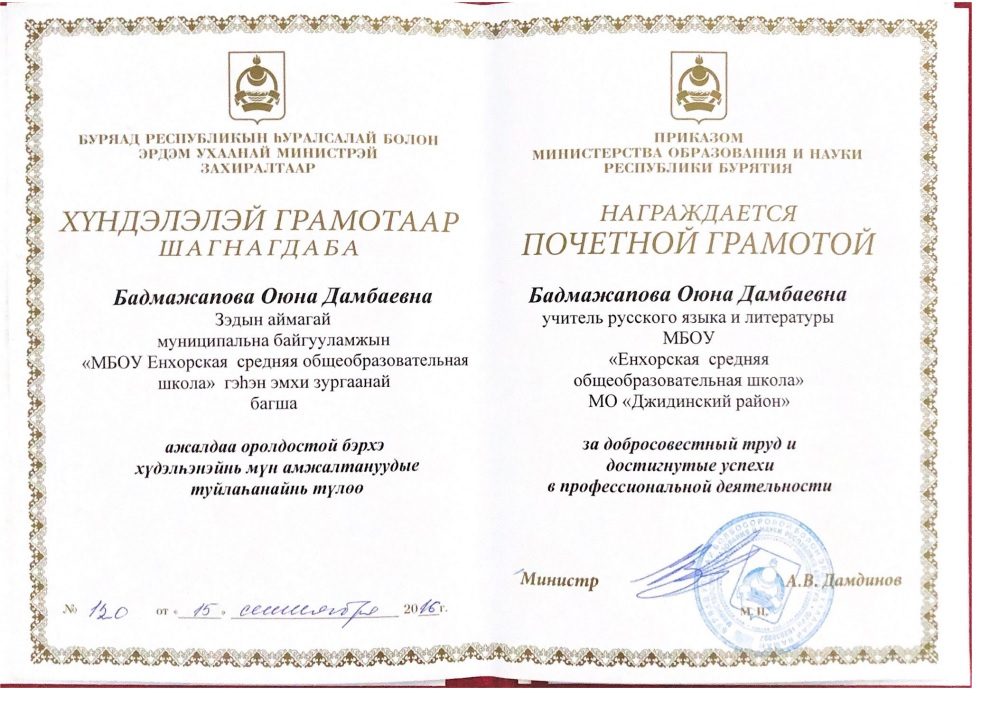 БУРЯАД РЕСПУБЛИКЫН ҺУРАЛСАЛАЙ БОЛОН
ЭРДЭМ УХААНАЙ МИНИСТРЭЙ
ЗАХИРАЛТААР
ХҮНДЭЛЭЛЭЙ ГРАМОТААР
ШАГНАГДАБА
Бадмажапова Оюна Дамбаевна
Зэдын аймагай
муниципальна байгууламжын
«МБОУ Енхорская средняя общеобразовательная
школа» гэһэн эмхи зургаанай
багша
ажалдаа оролдостой бэрхэ
хүдэлһэнэйнь мүн амжалтануудые
туйлаһанайнь түлөө
№ 120 от « 15 » сентября 2016 г.
ПРИКАЗОМ
МИНИСТЕРСТВА ОБРАЗОВАНИЯ И НАУКИ
РЕСПУБЛИКИ БУРЯТИЯ
НАГРАЖДАЕТСЯ
ПОЧЕТНОЙ ГРАМОТОЙ
Бадмажапова Оюна Дамбаевна
учитель русского языка и литературы
МБОУ
«Енхорская средняя
общеобразовательная школа»
МО «Джидинский район»
за добросовестный труд и
достигнутые успехи
в профессиональной деятельности
Министр А.В. Дамдинов
М. П.